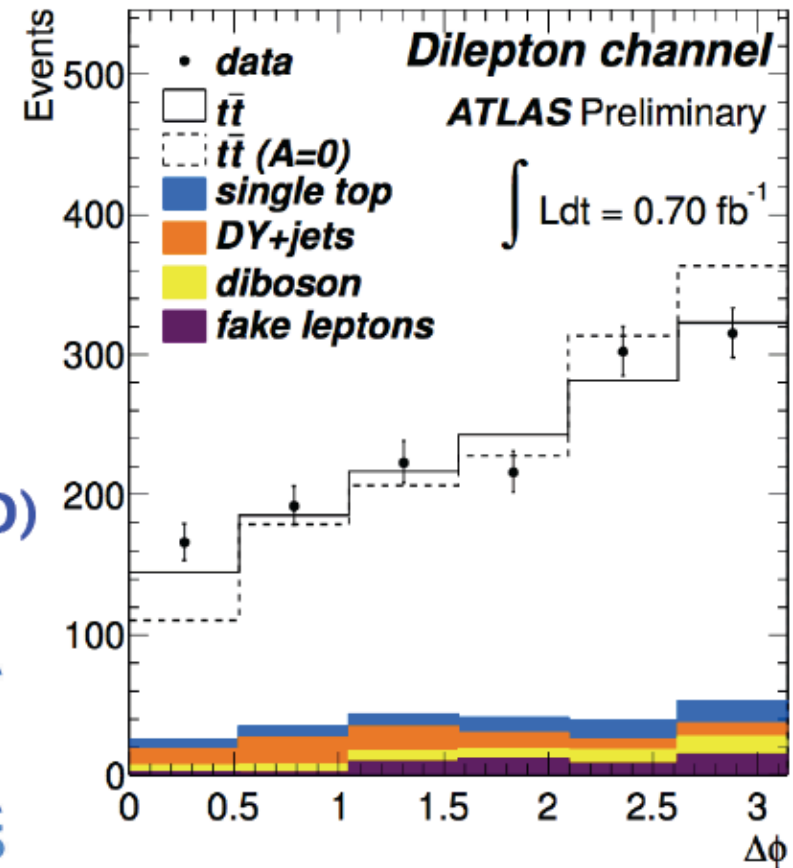 Events
500
400
300
200
100
0
Dilepton channel
ATLAS Preliminary
∫ Ldt = 0.70 fb⁻¹
data
tt̄
tt̄ (A=0)
single top
DY+jets
diboson
fake leptons
)
0 0.5 1 1.5 2 2.5 3
Δϕ